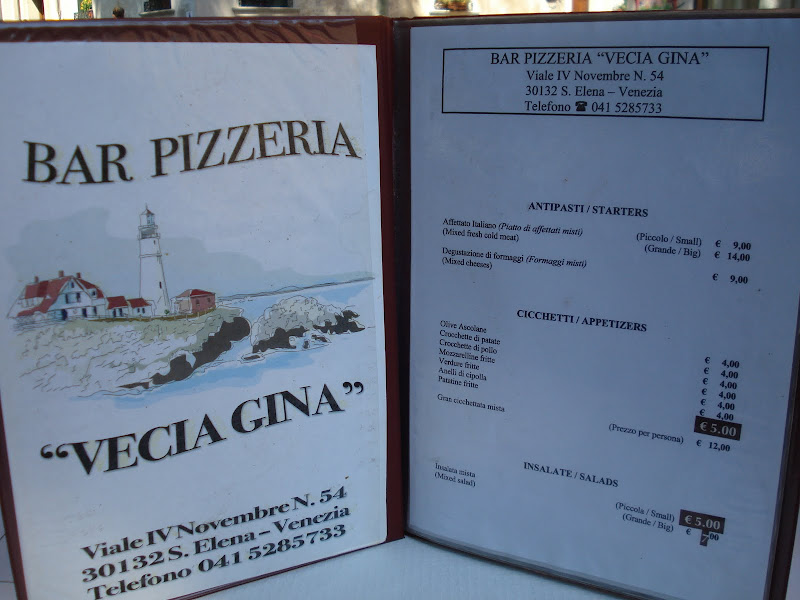 BAR PIZZERIA
“VECIA GINA”
Viale IV Novembre N. 54
30132 S. Elena – Venezia
Telefono 041 5285733
BAR PIZZERIA “VECIA GINA”
Viale IV Novembre N. 54
30132 S. Elena – Venezia
Telefono ☎ 041 5285733
ANTIPASTI / STARTERS
Affettato Italiano (Piatto di affettati misti) (Piccolo / Small) € 9,00
(Mixed fresh cold meat) (Grande / Big) € 14,00
Degustazione di formaggi (Formaggi misti)
(Mixed cheeses) € 9,00
CICCHETTI / APPETIZERS
Olive Ascolane € 4,00
Crocchette di patate € 4,00
Crocchette di pollo € 4,00
Mozzarelline fritte € 4,00
Verdure fritte € 4,00
Anelli di cipolla € 4,00
Patatine fritte € 5.00
Gran cicchettata mista (Prezzo per persona) € 12,00
INSALATE / SALADS
Insalata mista (Piccola / Small) € 5.00
(Mixed salad) (Grande / Big) € 7,00